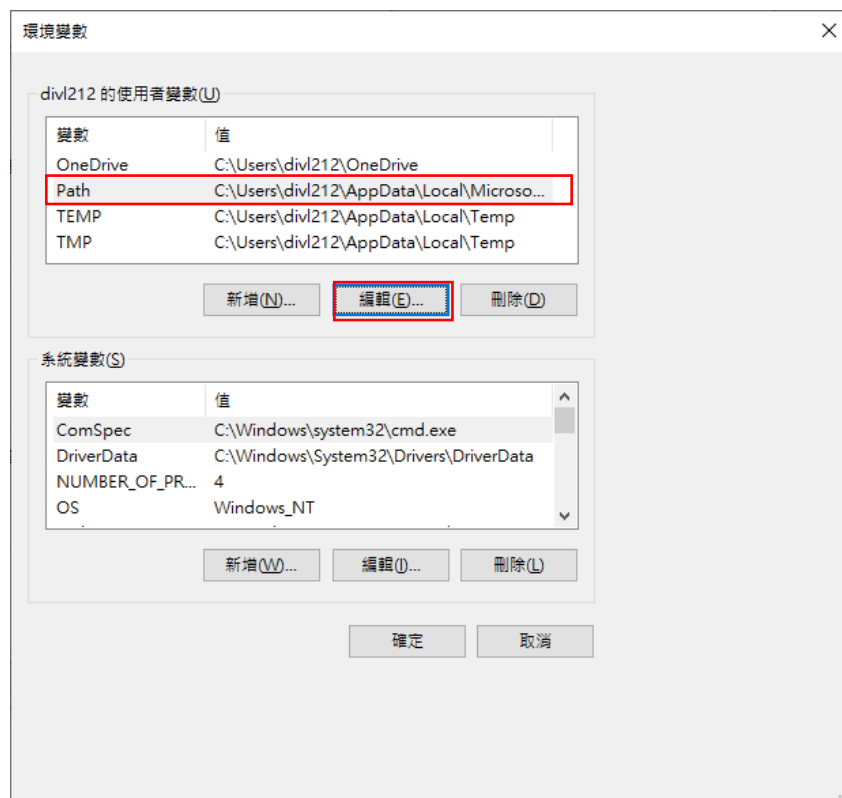 環境變數
divl212 的使用者變數(U)
變數 值
OneDrive C:\Users\divl212\OneDrive
Path C:\Users\divl212\AppData\Local\Microso...
TEMP C:\Users\divl212\AppData\Local\Temp
TMP C:\Users\divl212\AppData\Local\Temp
新增(N)... 編輯(E)... 刪除(D)
系統變數(S)
變數 值
ComSpec C:\Windows\system32\cmd.exe
DriverData C:\Windows\System32\Drivers\DriverData
NUMBER_OF_PR... 4
OS Windows_NT
新增(W)... 編輯(I)... 刪除(L)
確定 取消